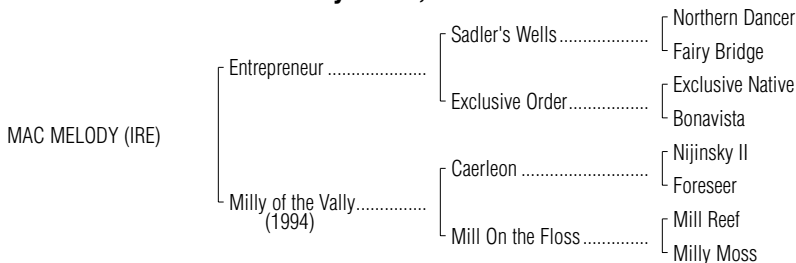 Northern Dancer
Sadler's Wells...................
Fairy Bridge
Entrepreneur .....................
Exclusive Native
Exclusive Order.................
Bonavista
MAC MELODY (IRE)
Nijinsky II
Caerleon ...........................
Foreseer
Milly of the Vally...............
(1994)
Mill Reef
Mill On the Floss..............
Milly Moss